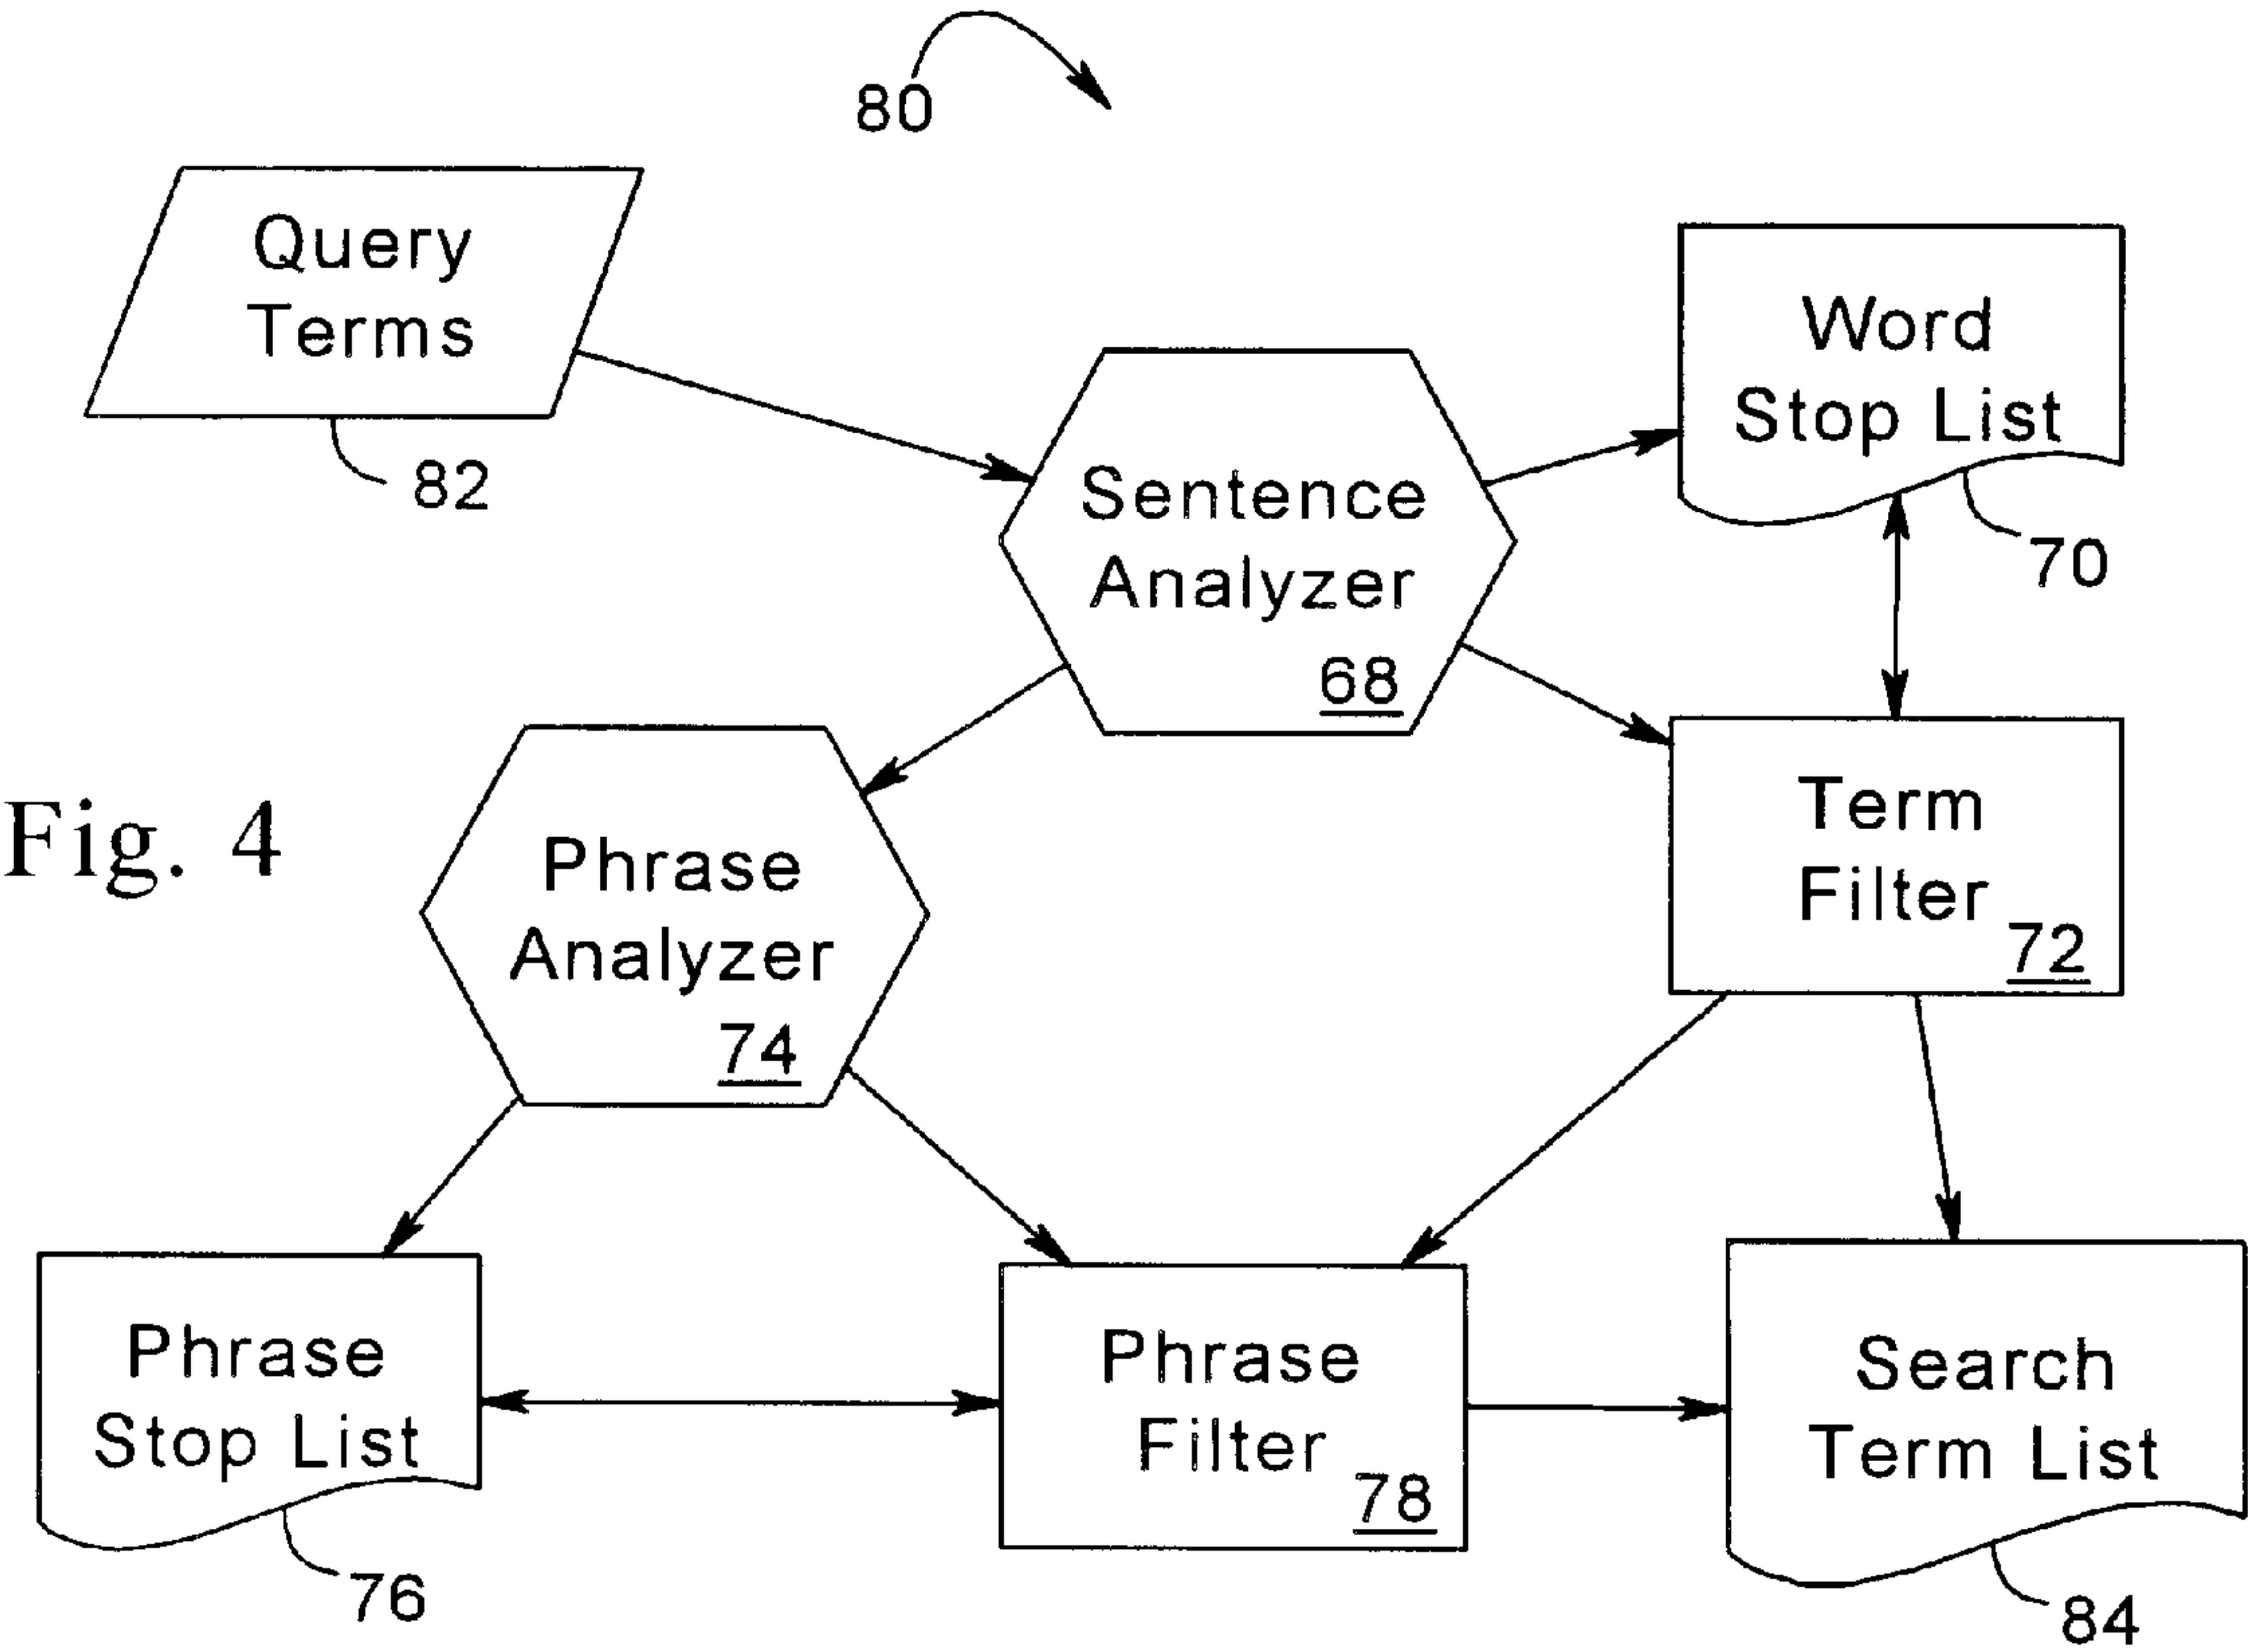 80
Query
Terms
82
Word
Stop List
70
Sentence
Analyzer
68
Term
Filter
72
Fig. 4
Phrase
Analyzer
74
Phrase
Stop List
76
Phrase
Filter
78
Search
Term List
84